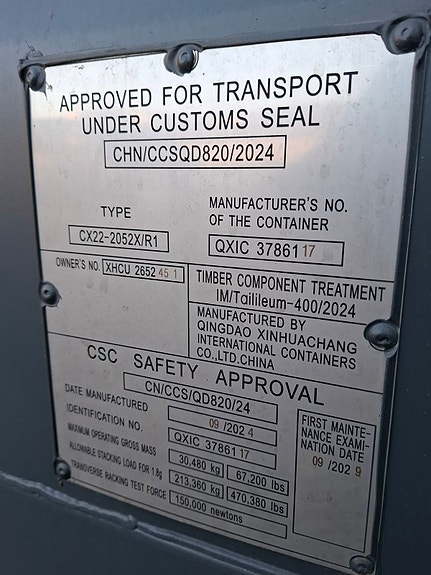 APPROVED FOR TRANSPORT
UNDER CUSTOMS SEAL
CHN/CCSQD820/2024
TYPE
CX22-2052X/R1
MANUFACTURER'S NO.
OF THE CONTAINER
QXIC 3786117
OWNER'S NO. XHCU 2652 45 1
TIMBER COMPONENT TREATMENT
IM/Tailileum-400/2024
MANUFACTURED BY
QINGDAO XINHUACHANG
INTERNATIONAL CONTAINERS
CO.,LTD.CHINA
CSC SAFETY APPROVAL
CN/CCS/QD820/24
DATE MANUFACTURED 09 /2024
IDENTIFICATION NO. QXIC 3786117
MAXIMUM OPERATING GROSS MASS 30,480 kg 67,200 lbs
ALLOWABLE STACKING LOAD FOR 1.8g 213,360 kg 470,380 lbs
TRANSVERSE RACKING TEST FORCE 150,000 newtons
FIRST MAINTE-
NANCE EXAMI-
NATION DATE
09 /2029